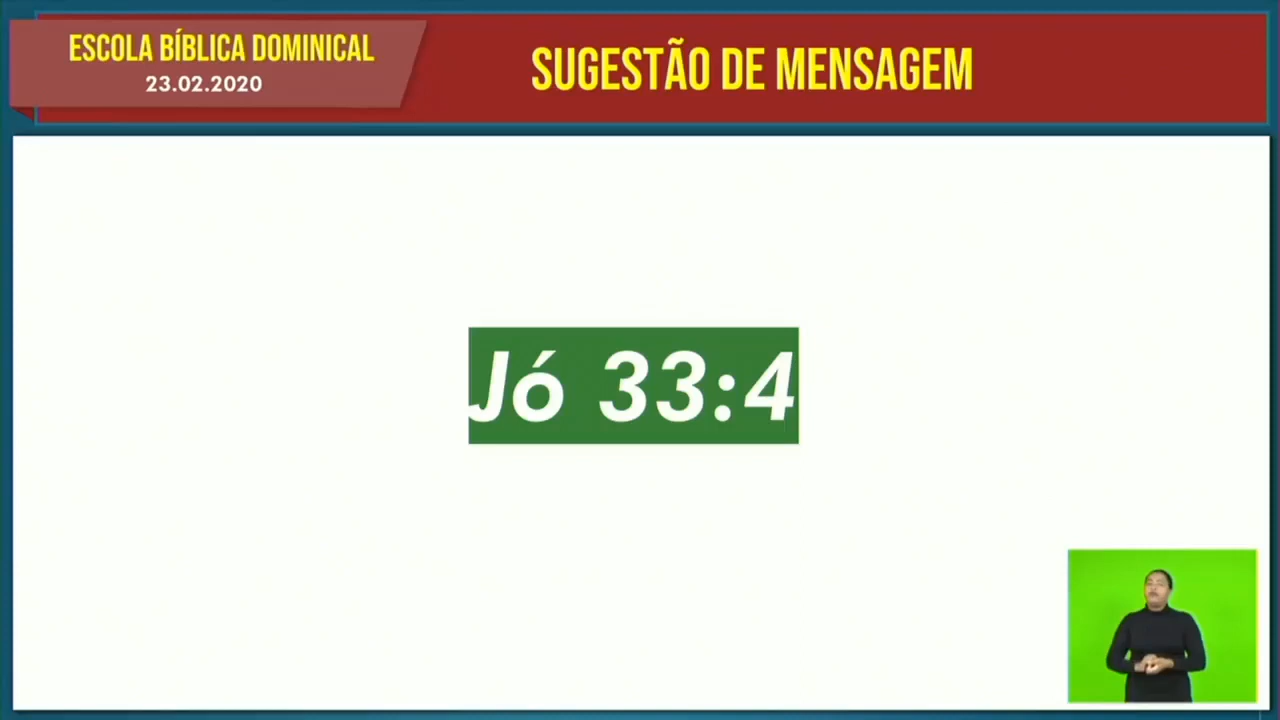 ESCOLA BÍBLICA DOMINICAL
23.02.2020
SUGESTÃO DE MENSAGEM
Jó 33:4